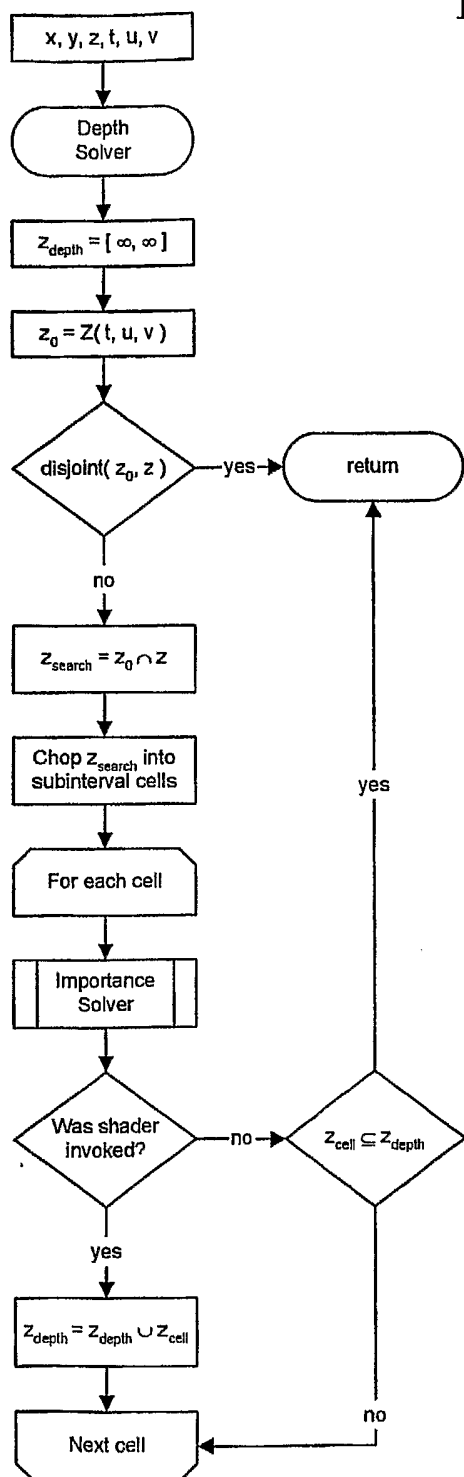 x, y, z, t, u, v
Depth
Solver
z_depth = [ ∞, ∞ ]
z_0 = Z( t, u, v )
disjoint( z_0, z )
yes
return
no
z_search = z_0 ∩ z
Chop z_search into
subinterval cells
yes
For each cell
Importance
Solver
Was shader
invoked?
no
z_cell ⊆ z_depth
yes
z_depth = z_depth ∪ z_cell
no
Next cell